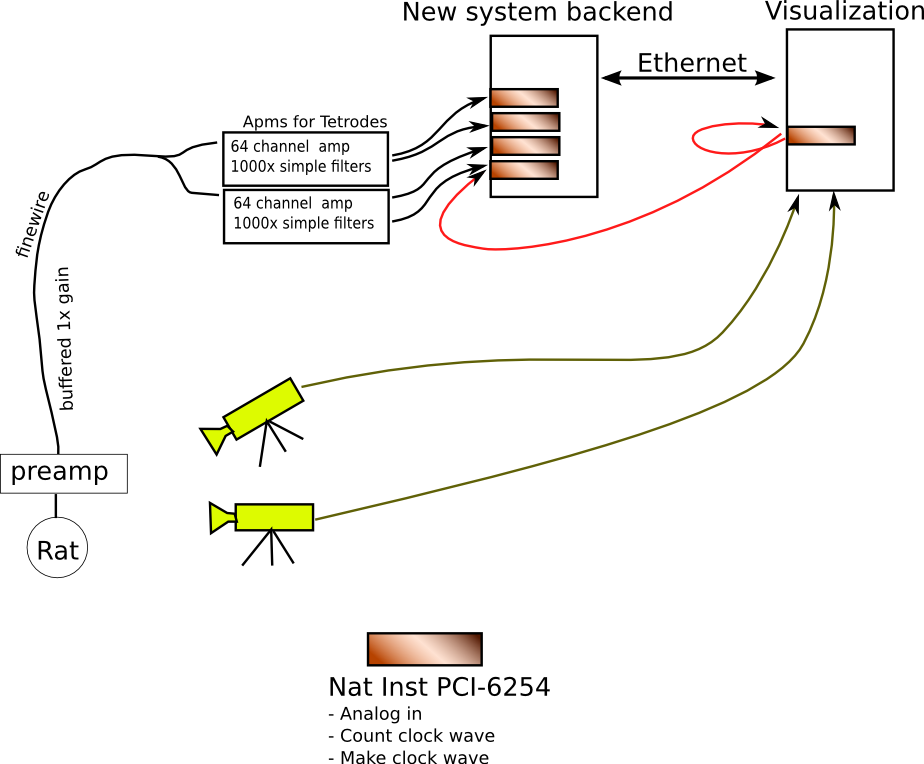 New system backend
Visualization
Ethernet
Apms for Tetrodes
64 channel  amp
1000x simple filters
64 channel  amp
1000x simple filters
finewire
buffered 1x gain
preamp
Rat
Nat Inst PCI-6254
- Analog in
- Count clock wave
- Make clock wave